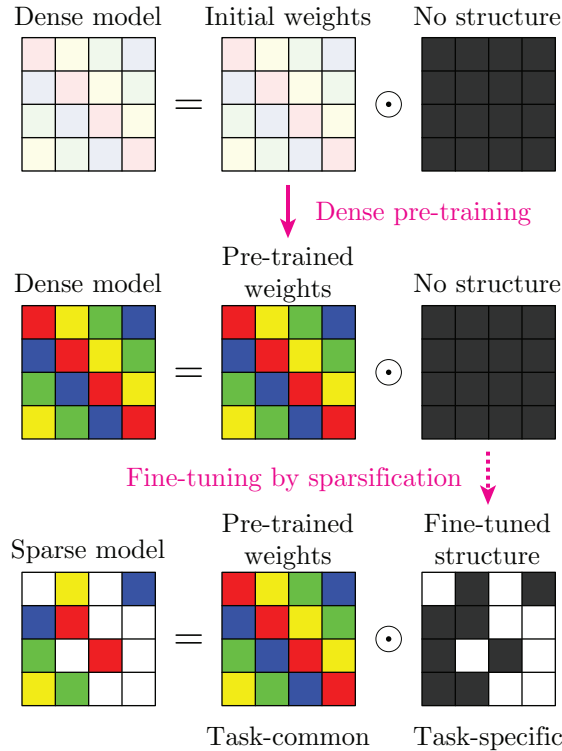 Dense model
Initial weights
No structure
=
⊙
Dense pre-training
Dense model
Pre-trained
weights
No structure
=
⊙
Fine-tuning by sparsification
Sparse model
Pre-trained
weights
Fine-tuned
structure
=
⊙
Task-common
Task-specific